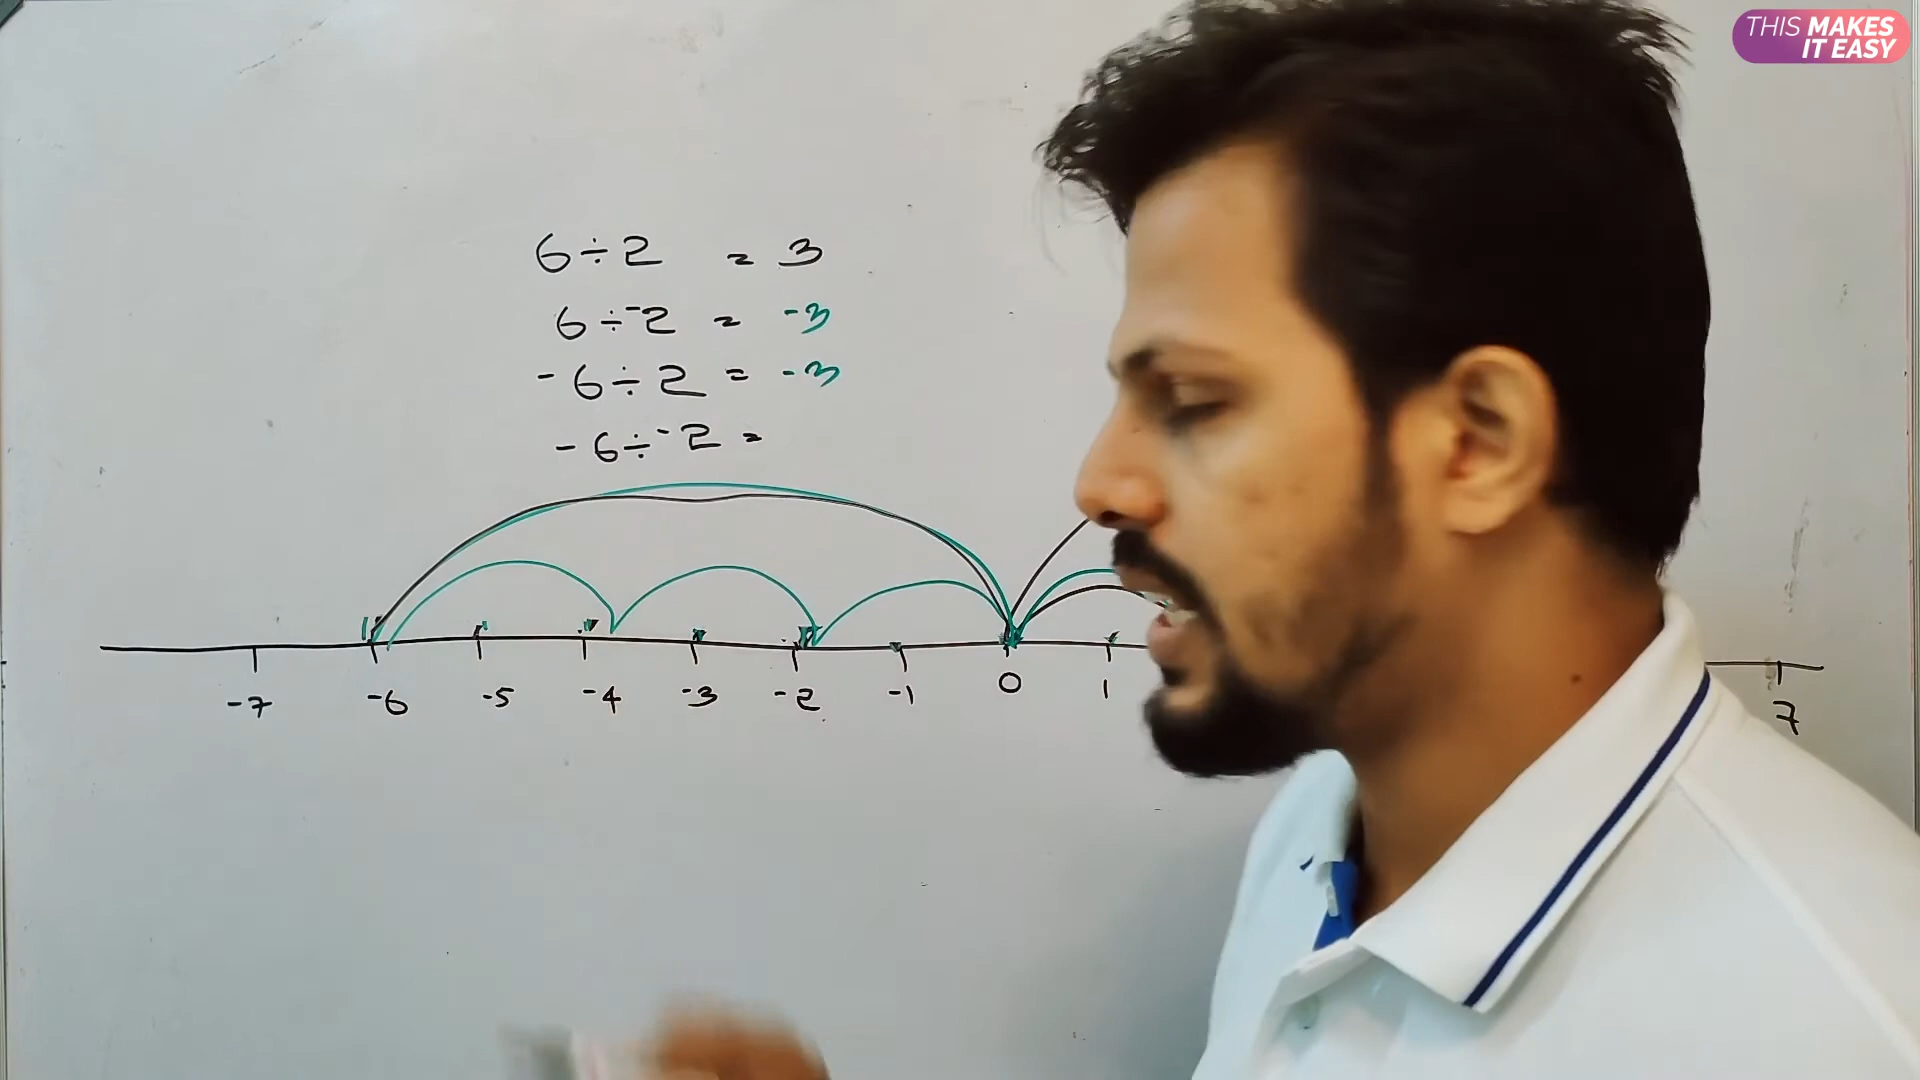 THIS MAKES
IT EASY
6 ÷ 2 = 3
6 ÷ -2 = -3
-6 ÷ 2 = -3
-6 ÷ -2 =
-7 -6 -5 -4 -3 -2 -1 0 1 7